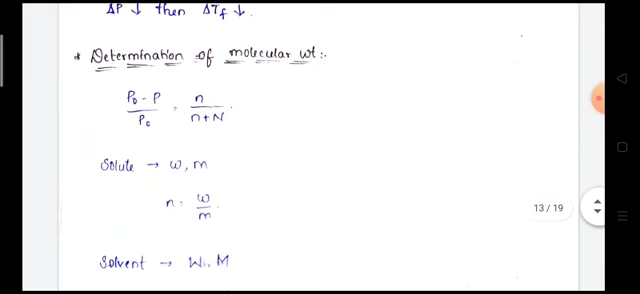 ΔP ↓ then ΔTf ↓.
* Determination of molecular wt:-
P0 - P / P0 = n / n+N .
Solute → w, m
n = w / m .
13 / 19
Solvent → W, M